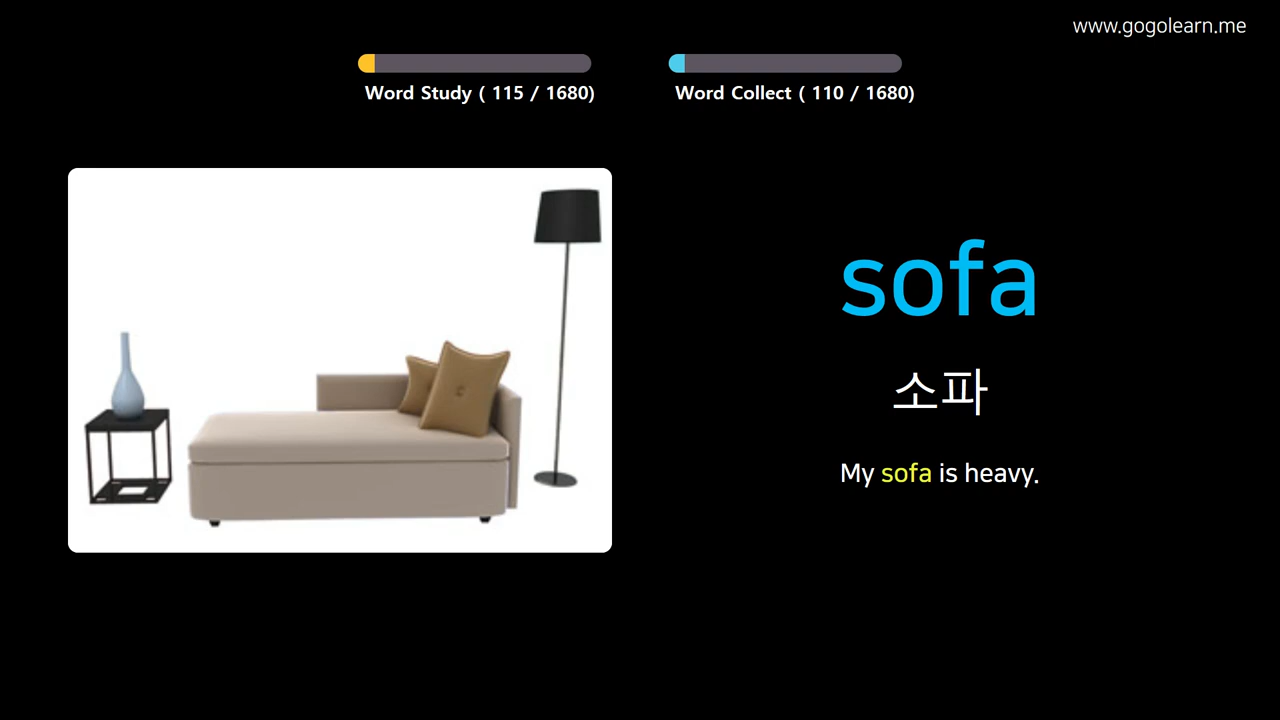 www.gogolearn.me
Word Study ( 115 / 1680)
Word Collect ( 110 / 1680)
sofa
소파
My sofa is heavy.